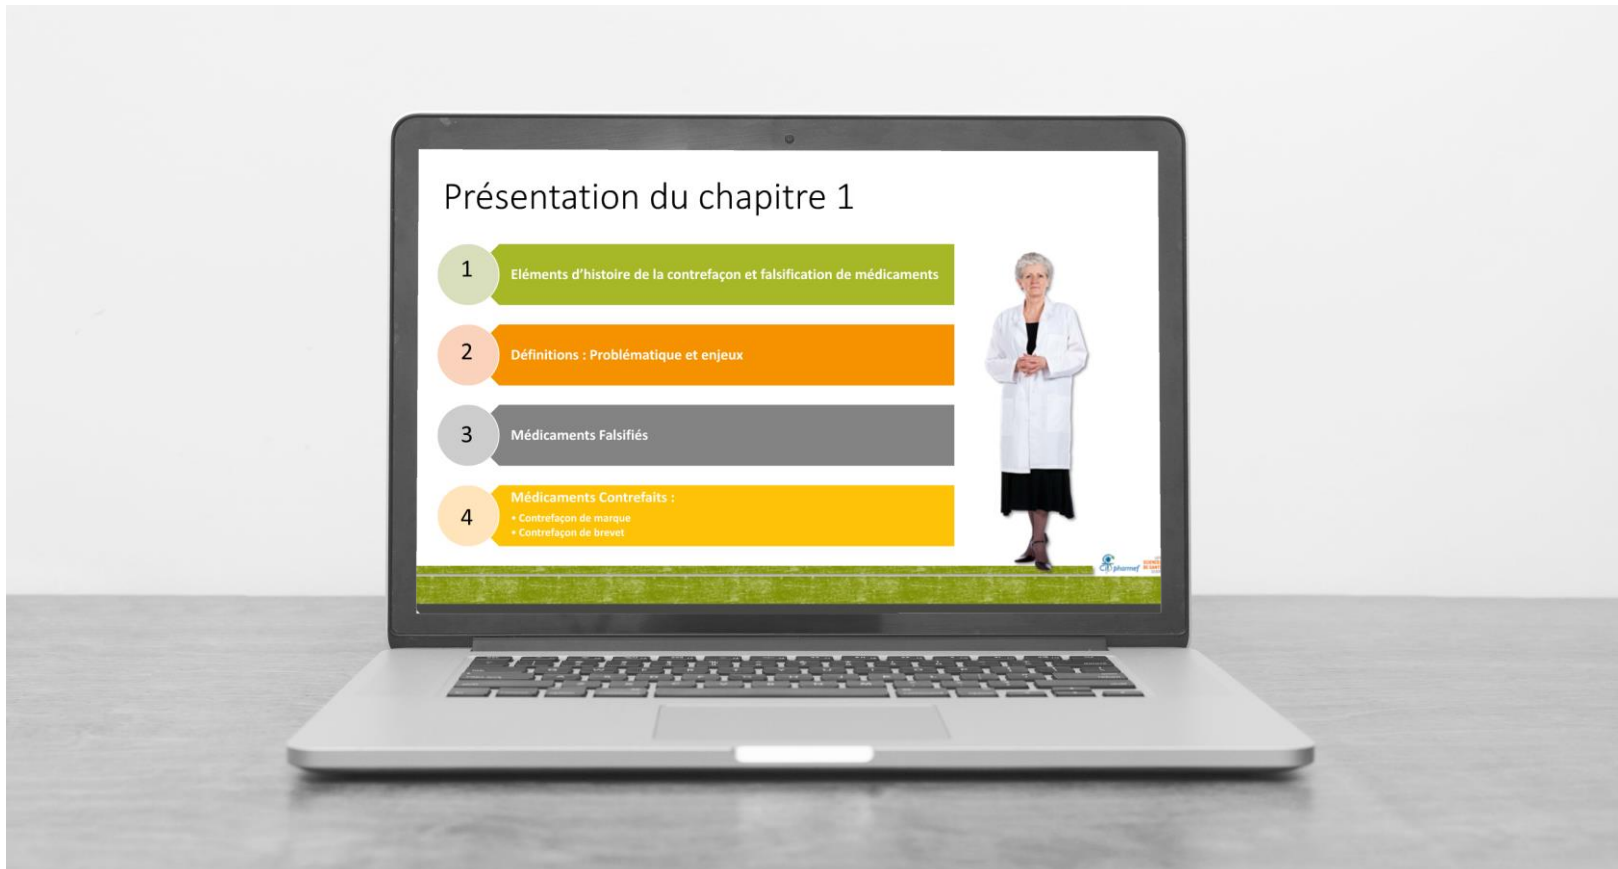 Présentation du chapitre 1
1
Eléments d’histoire de la contrefaçon et falsification de médicaments
2
Définitions : Problématique et enjeux
3
Médicaments Falsifiés
4
Médicaments Contrefaits :
• Contrefaçon de marque
• Contrefaçon de brevet